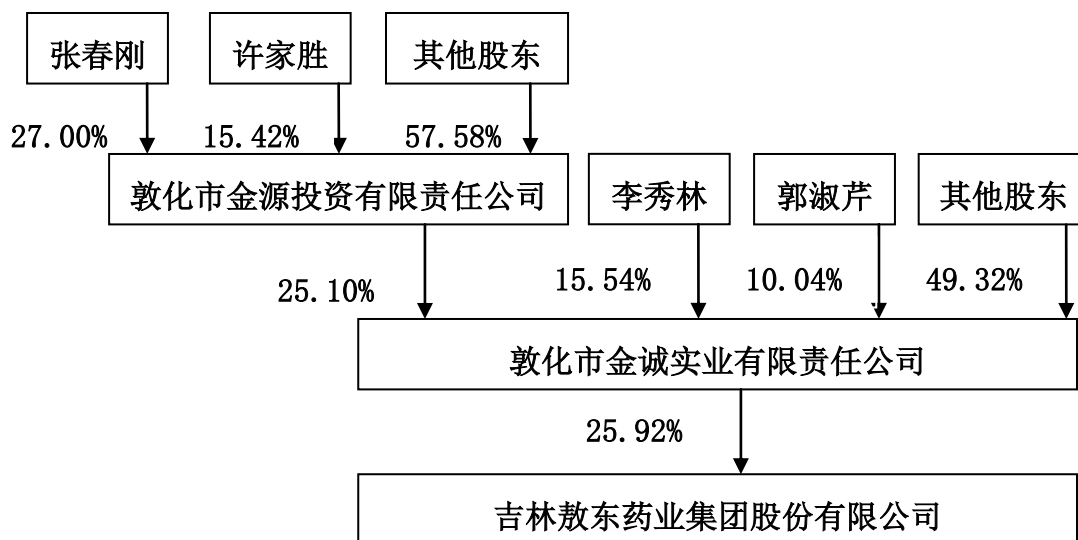 张春刚
许家胜
其他股东
27.00%
15.42%
57.58%
敦化市金源投资有限责任公司
李秀林
郭淑芹
其他股东
25.10%
15.54%
10.04%
49.32%
敦化市金诚实业有限责任公司
25.92%
吉林敖东药业集团股份有限公司